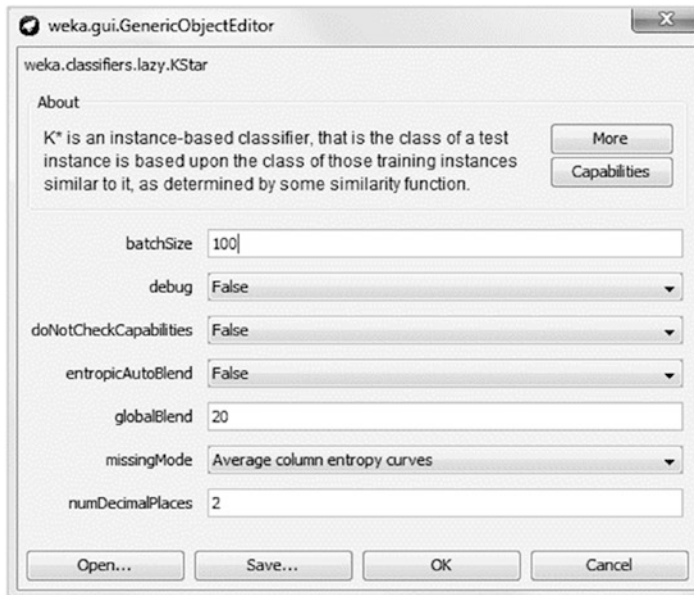 weka.gui.GenericObjectEditor
weka.classifiers.lazy.KStar
About
K* is an instance-based classifier, that is the class of a test
instance is based upon the class of those training instances
similar to it, as determined by some similarity function.
More
Capabilities
batchSize 100
debug False
doNotCheckCapabilities False
entropicAutoBlend False
globalBlend 20
missingMode Average column entropy curves
numDecimalPlaces 2
Open... Save... OK Cancel